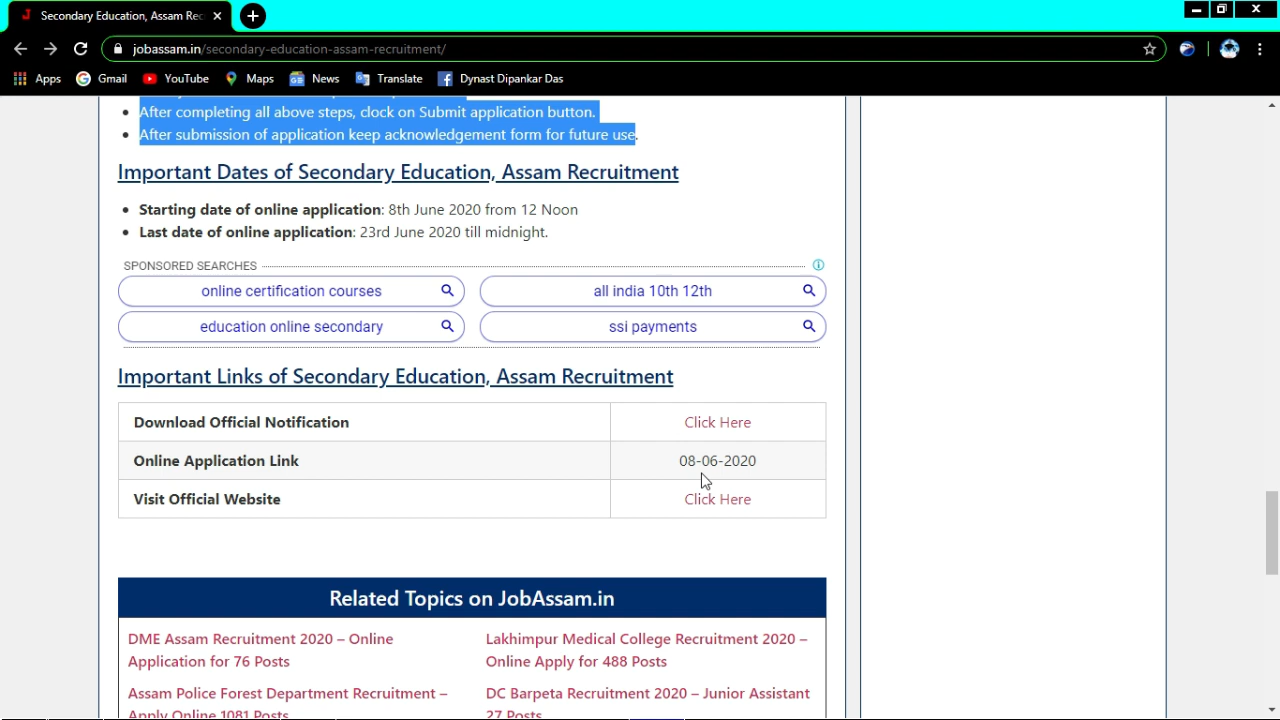 Secondary Education, Assam Rec
jobassam.in/secondary-education-assam-recruitment/
Apps Gmail YouTube Maps News Translate Dynast Dipankar Das
After completing all above steps, clock on Submit application button.
After submission of application keep acknowledgement form for future use.
Important Dates of Secondary Education, Assam Recruitment
Starting date of online application: 8th June 2020 from 12 Noon
Last date of online application: 23rd June 2020 till midnight.
SPONSORED SEARCHES
online certification courses all india 10th 12th
education online secondary ssi payments
Important Links of Secondary Education, Assam Recruitment
Download Official Notification Click Here
Online Application Link 08-06-2020
Visit Official Website Click Here
Related Topics on JobAssam.in
DME Assam Recruitment 2020 – Online Lakhimpur Medical College Recruitment 2020 –
Application for 76 Posts Online Apply for 488 Posts
Assam Police Forest Department Recruitment – DC Barpeta Recruitment 2020 – Junior Assistant
Apply Online 1081 Posts 27 Posts